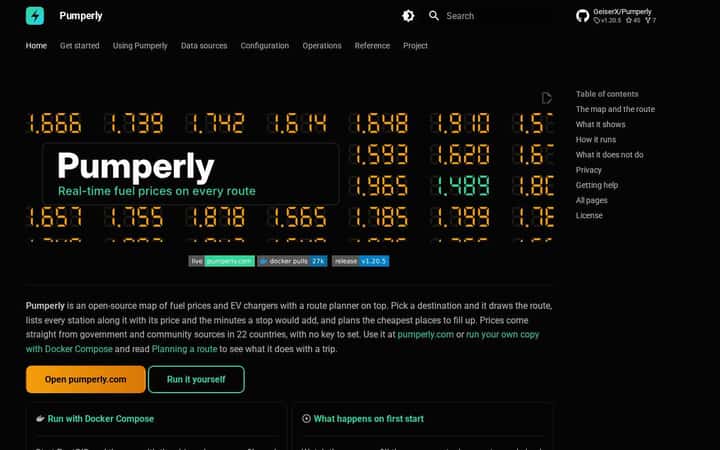 Pumperly
Search
GeiserX/Pumperly
v1.20.5 45 7
Home Get started Using Pumperly Data sources Configuration Operations Reference Project
1.666 1.739 1.742 1.614 1.648 1.910
1.593 1.620
1.965 1.489
Pumperly
Real-time fuel prices on every route
1.657 1.755 1.878 1.565 1.785 1.799
live pumperly.com docker pulls 27k release v1.20.5
Table of contents
The map and the route
What it shows
How it runs
What it does not do
Privacy
Getting help
All pages
License
Pumperly is an open-source map of fuel prices and EV chargers with a route planner on top. Pick a destination and it draws the route,
lists every station along it with its price and the minutes a stop would add, and plans the cheapest places to fill up. Prices come
straight from government and community sources in 22 countries, with no key to set. Use it at pumperly.com or run your own copy
with Docker Compose and read Planning a route to see what it does with a trip.
Open pumperly.com Run it yourself
Run with Docker Compose
What happens on first start